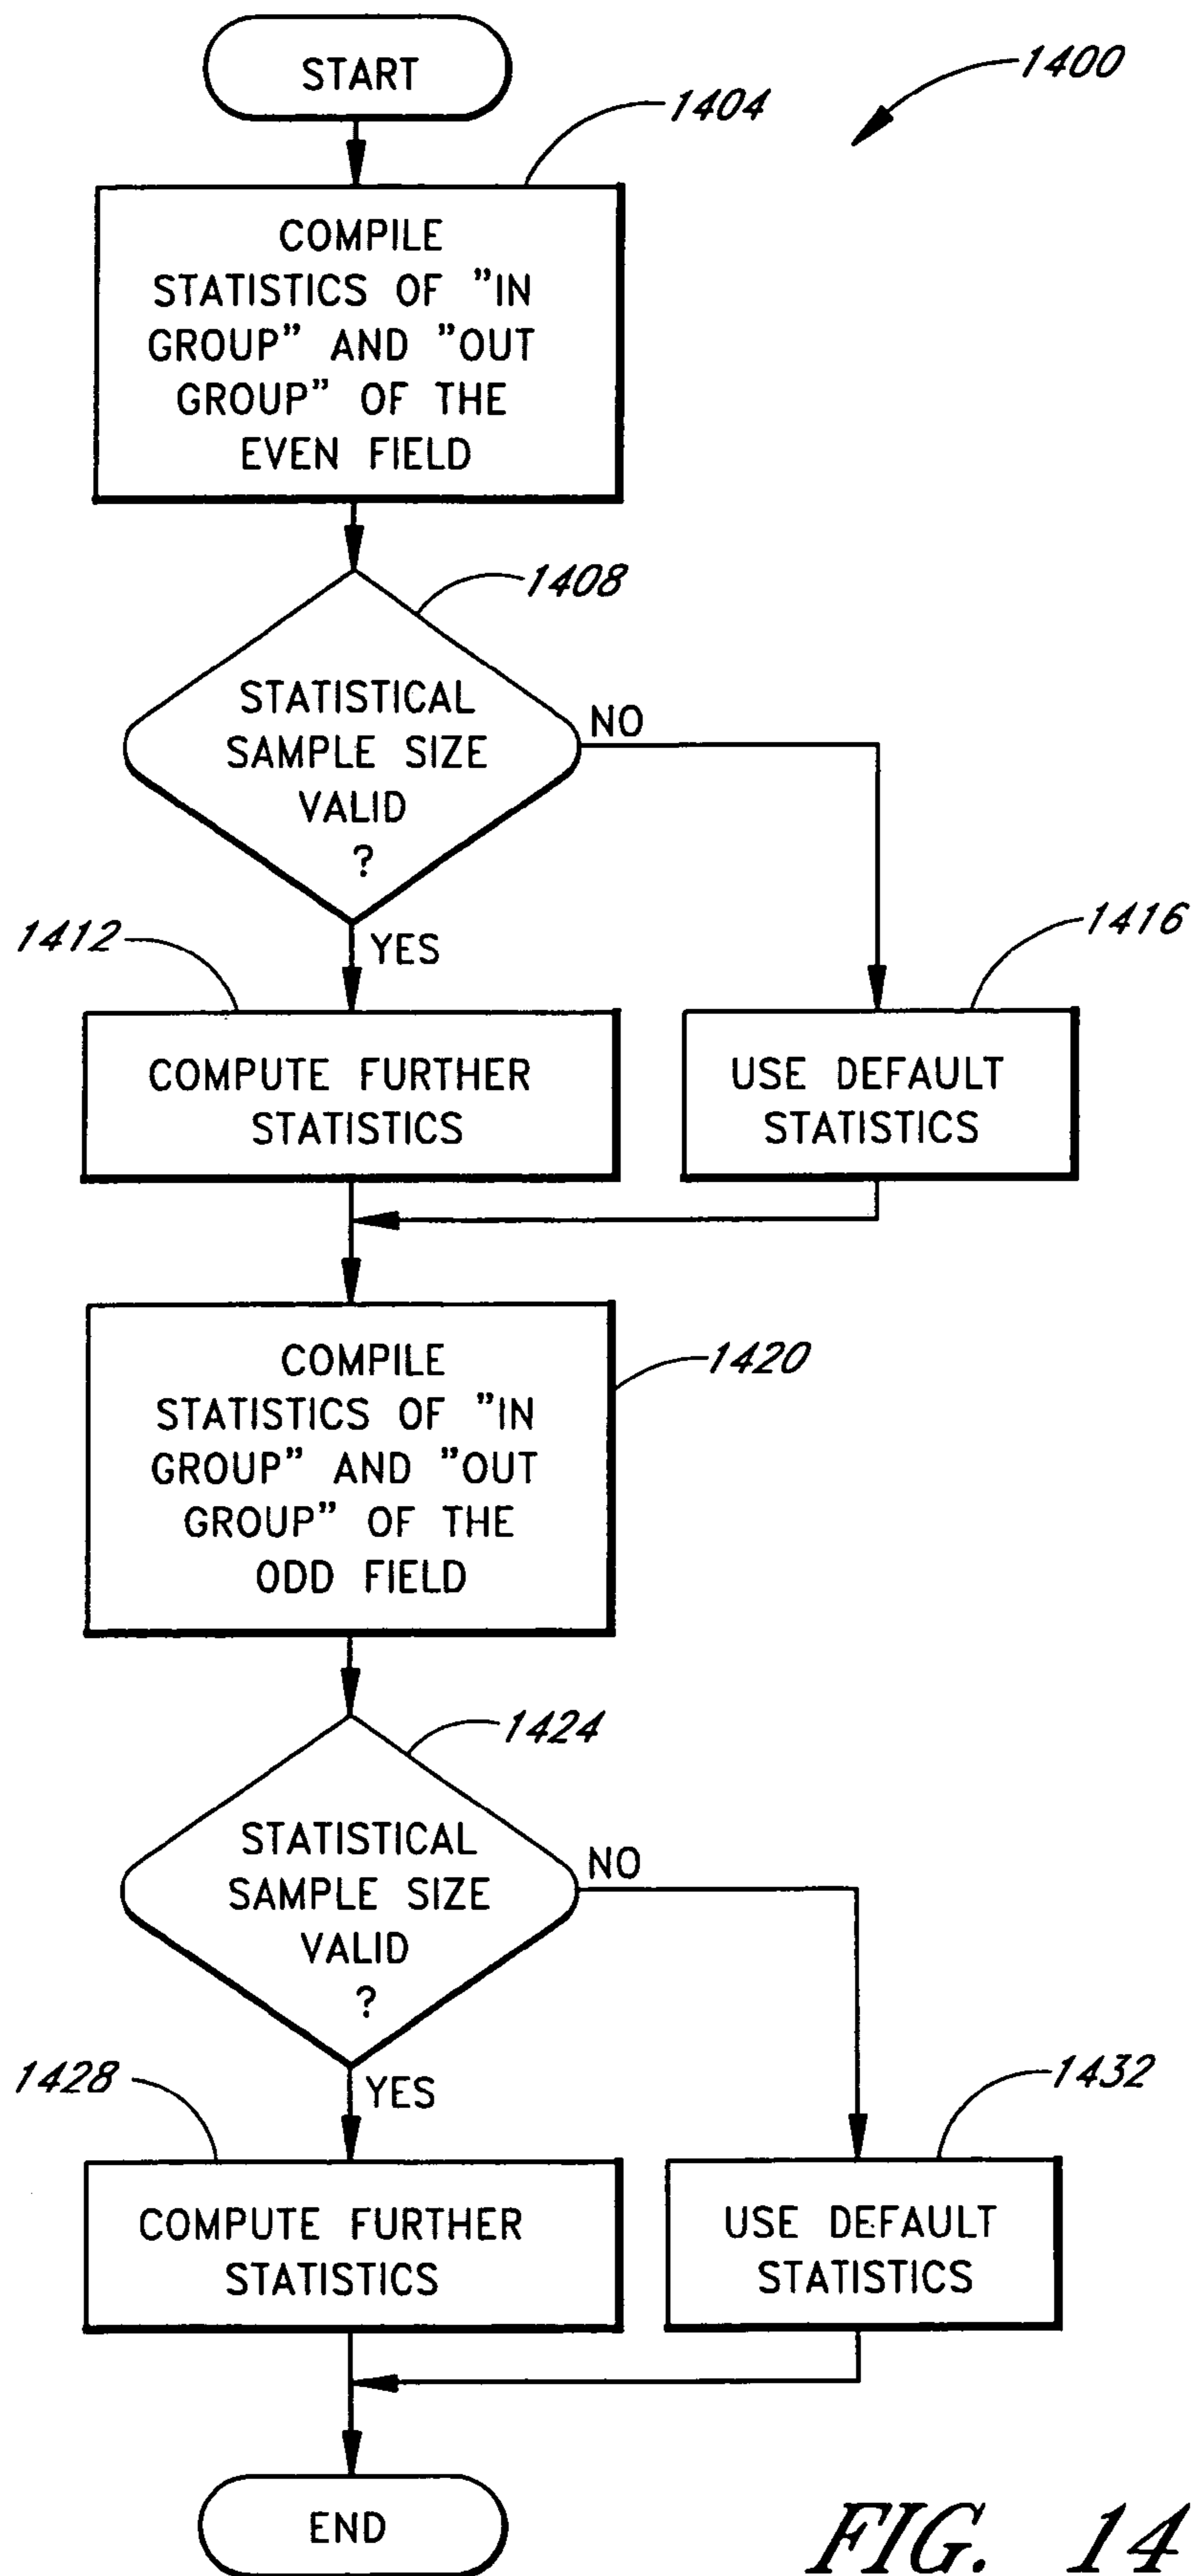 START
1400
1404
COMPILE
STATISTICS OF "IN
GROUP" AND "OUT
GROUP" OF THE
EVEN FIELD
1408
STATISTICAL
SAMPLE SIZE
VALID
?
NO
YES
1412
1416
COMPUTE FURTHER
STATISTICS
USE DEFAULT
STATISTICS
COMPILE
STATISTICS OF "IN
GROUP" AND "OUT
GROUP" OF THE
ODD FIELD
1420
1424
STATISTICAL
SAMPLE SIZE
VALID
?
NO
YES
1428
1432
COMPUTE FURTHER
STATISTICS
USE DEFAULT
STATISTICS
END
FIG. 14